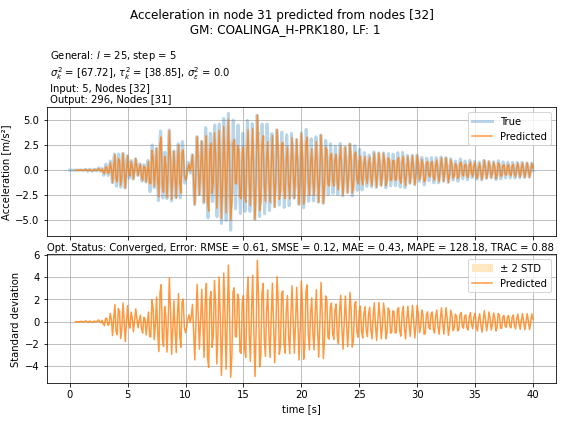 Acceleration in node 31 predicted from nodes [32]
GM: COALINGA_H-PRK180, LF: 1
General: l = 25, step = 5
σ²ₖ = [67.72], τ²ₖ = [38.85], σ²ε = 0.0
Input: 5, Nodes [32]
Output: 296, Nodes [31]
True
Predicted
Acceleration [m/s²]
5.0
2.5
0.0
−2.5
−5.0
Opt. Status: Converged, Error: RMSE = 0.61, SMSE = 0.12, MAE = 0.43, MAPE = 128.18, TRAC = 0.88
± 2 STD
Predicted
Standard deviation
6
4
2
0
−2
−4
0 5 10 15 20 25 30 35 40
time [s]